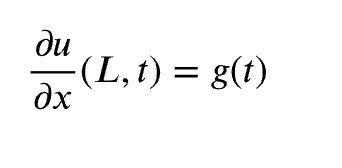 ∂u/∂x (L, t) = g(t)